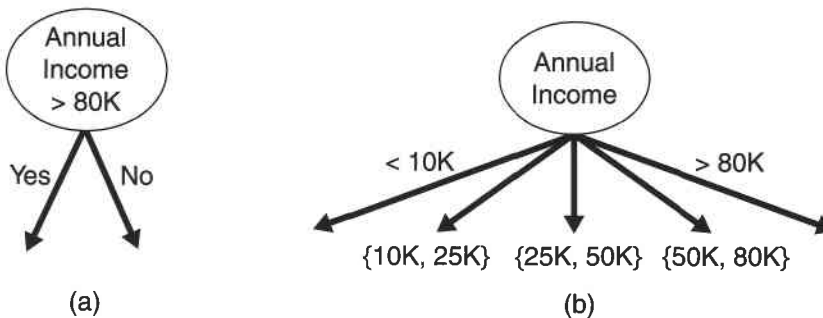 Annual
Income
> 80K
Yes
No
(a)
Annual
Income
< 10K
> 80K
{10K, 25K}
{25K, 50K}
{50K, 80K}
(b)